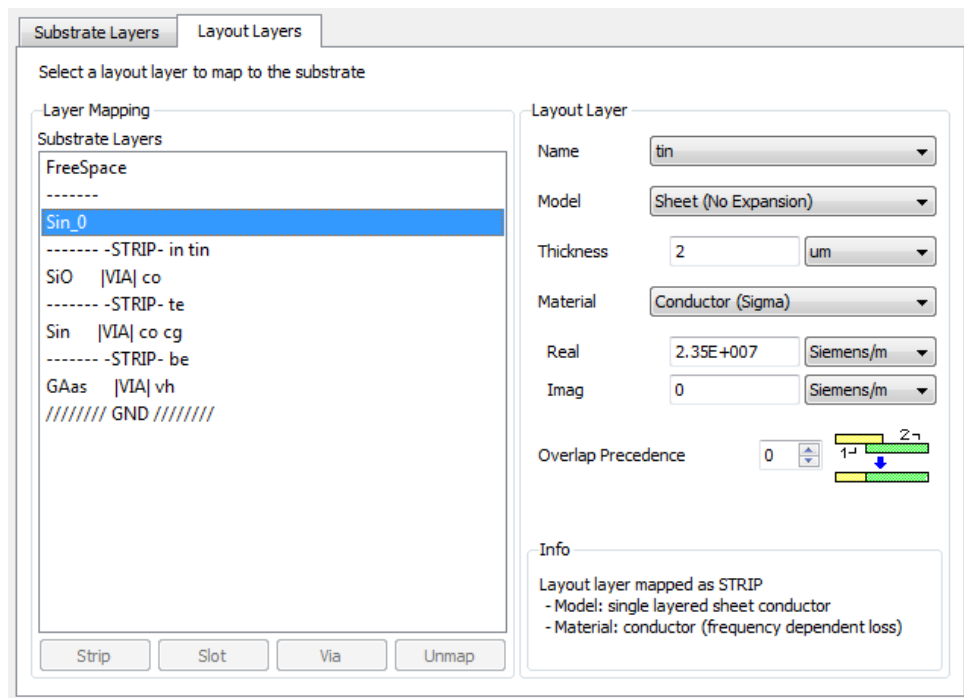 Substrate Layers
Layout Layers
Select a layout layer to map to the substrate
Layer Mapping
Substrate Layers
FreeSpace
-------
Sin_0
------- -STRIP- in tin
SiO |VIA| co
------- -STRIP- te
Sin |VIA| co cg
------- -STRIP- be
GAas |VIA| vh
//////// GND ////////
Strip
Slot
Via
Unmap
Layout Layer
Name tin
Model Sheet (No Expansion)
Thickness 2 um
Material Conductor (Sigma)
Real 2.35E+007 Siemens/m
Imag 0 Siemens/m
Overlap Precedence 0
2
1
Info
Layout layer mapped as STRIP
- Model: single layered sheet conductor
- Material: conductor (frequency dependent loss)